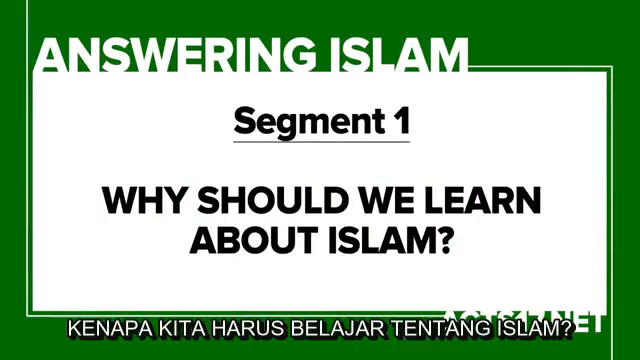 ANSWERING ISLAM
Segment 1
WHY SHOULD WE LEARN
ABOUT ISLAM?
KENAPA KITA HARUS BELAJAR TENTANG ISLAM?